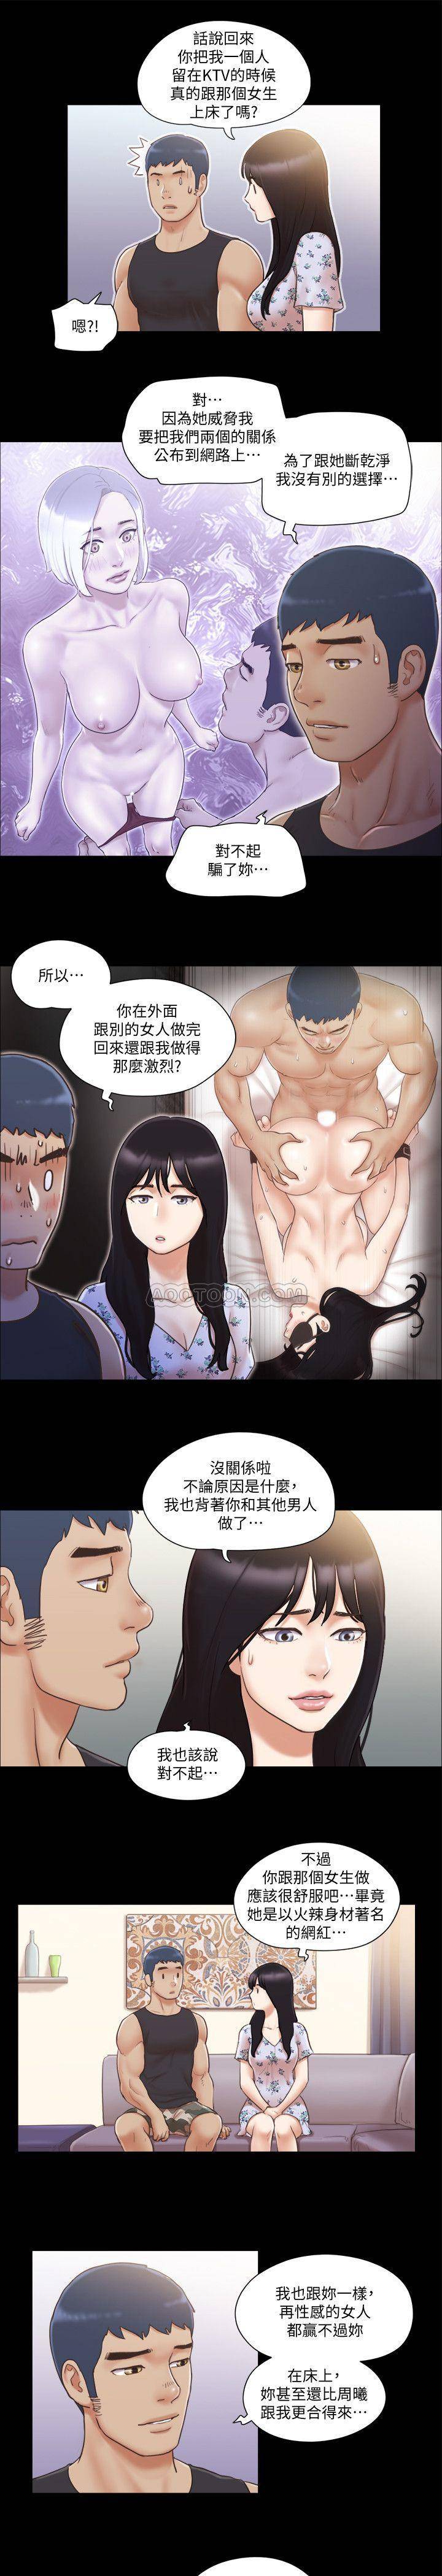 話說回來
你把我一個人
留在KTV的時候
真的跟那個女生
上床了嗎?
嗯?!
對⋯
因為她威脅我
要把我們兩個的關係
公布到網路上⋯
為了跟她斷乾淨
我沒有別的選擇⋯
對不起
騙了妳⋯
所以⋯
你在外面
跟別的女人做完
回來還跟我做得
那麼激烈?
AOCTOON.COM
沒關係啦
不論原因是什麼，
我也背著你和其他男人
做了⋯
我也該說
對不起⋯
不過
你跟那個女生做
應該很舒服吧⋯畢竟
她是以火辣身材著名
的網紅⋯
我也跟妳一樣，
再性感的女人
都贏不過妳
在床上，
妳甚至還比周曦
跟我更合得來⋯